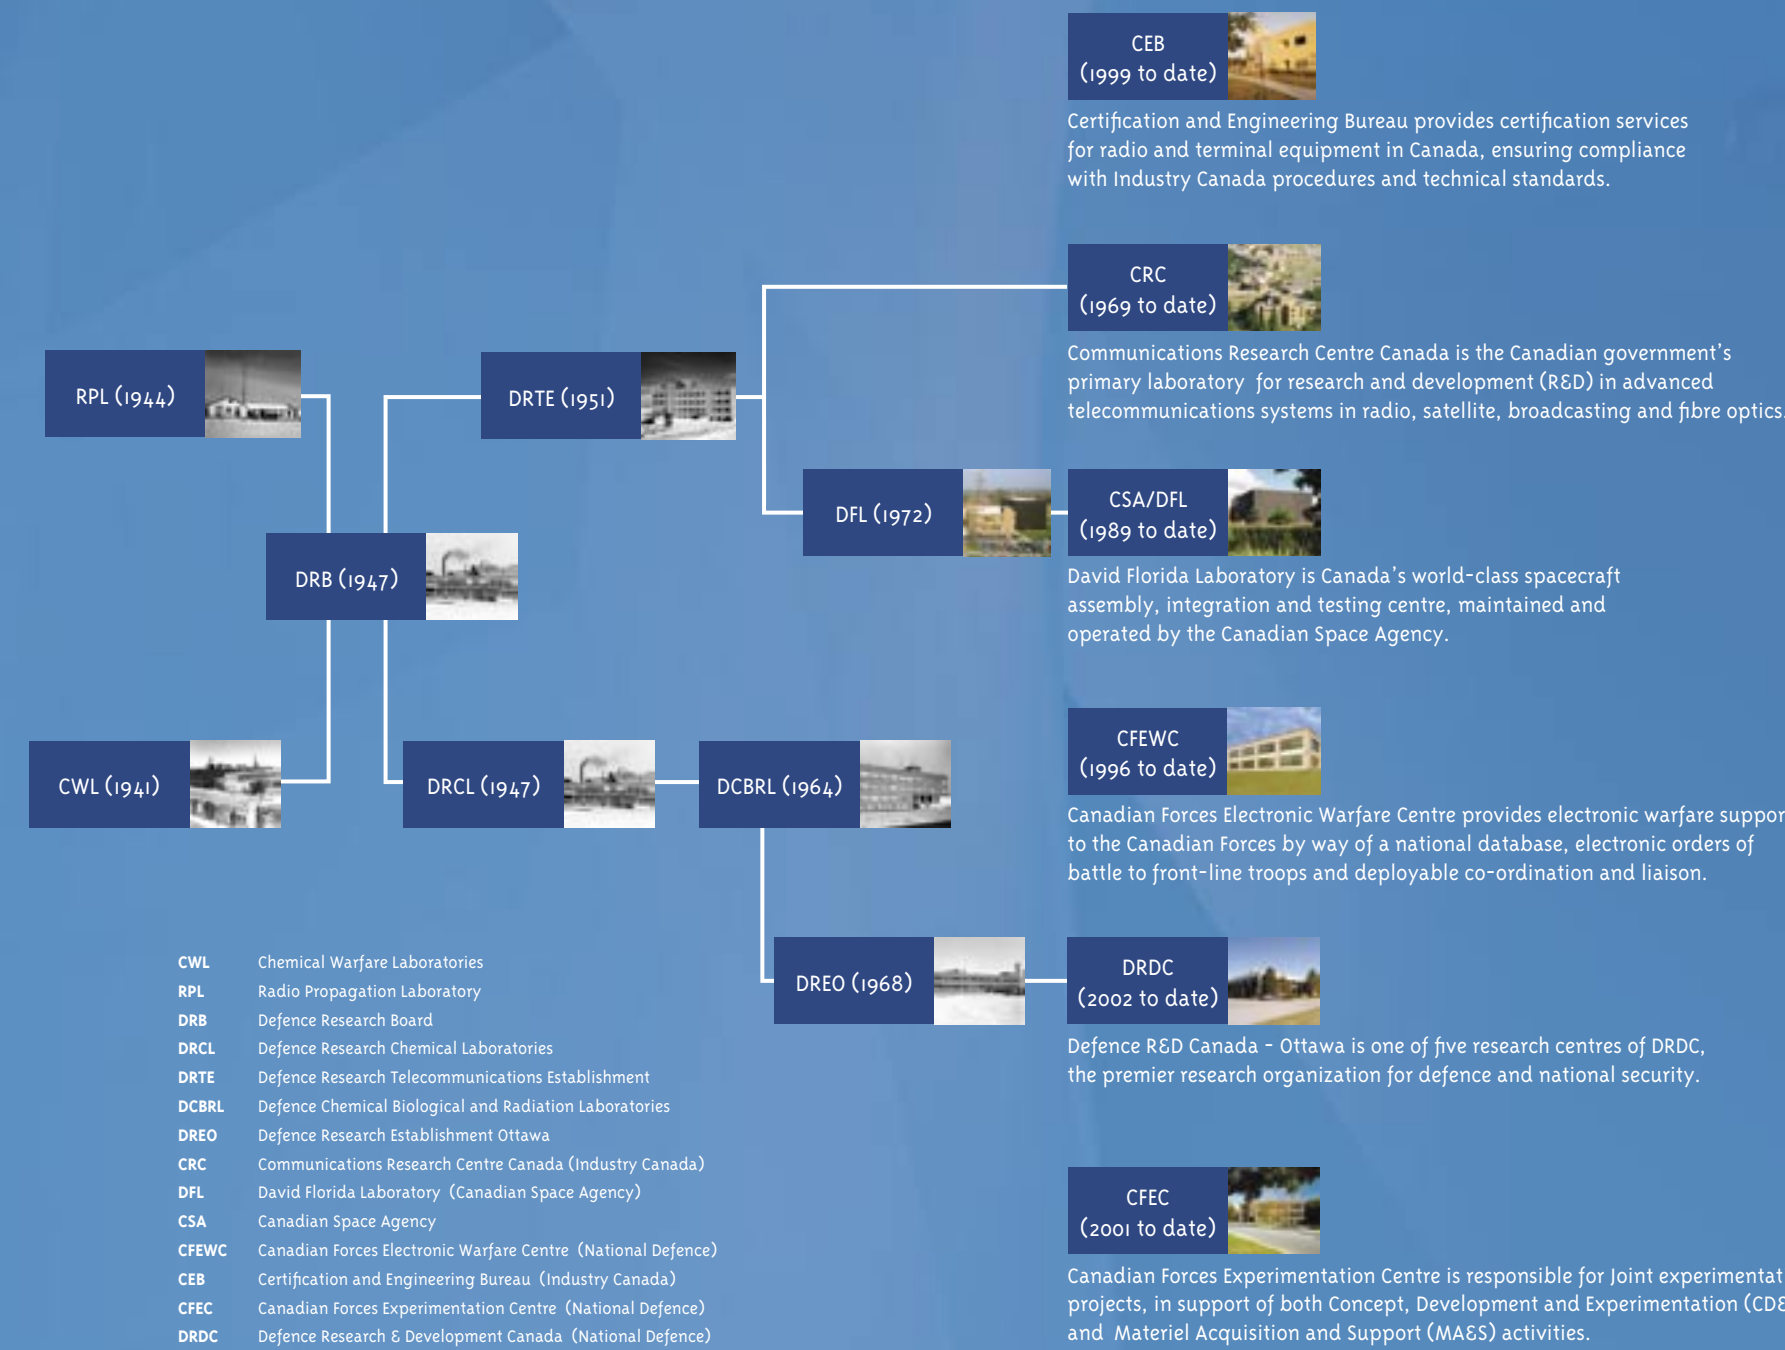 CEB
(1999 to date)
Certification and Engineering Bureau provides certification services
for radio and terminal equipment in Canada, ensuring compliance
with Industry Canada procedures and technical standards.
CRC
(1969 to date)
Communications Research Centre Canada is the Canadian government's
primary laboratory for research and development (R&D) in advanced
telecommunications systems in radio, satellite, broadcasting and fibre optics.
RPL (1944)
DRTE (1951)
DFL (1972)
CSA/DFL
(1989 to date)
David Florida Laboratory is Canada's world-class spacecraft
assembly, integration and testing centre, maintained and
operated by the Canadian Space Agency.
DRB (1947)
CWL (1941)
DRCL (1947)
DCBRL (1964)
CFEWC
(1996 to date)
Canadian Forces Electronic Warfare Centre provides electronic warfare suppor
to the Canadian Forces by way of a national database, electronic orders of
battle to front-line troops and deployable co-ordination and liaison.
DREO (1968)
DRDC
(2002 to date)
Defence R&D Canada - Ottawa is one of five research centres of DRDC,
the premier research organization for defence and national security.
CFEC
(2001 to date)
Canadian Forces Experimentation Centre is responsible for Joint experimentat
projects, in support of both Concept, Development and Experimentation (CD&
and Materiel Acquisition and Support (MA&S) activities.
CWL Chemical Warfare Laboratories
RPL Radio Propagation Laboratory
DRB Defence Research Board
DRCL Defence Research Chemical Laboratories
DRTE Defence Research Telecommunications Establishment
DCBRL Defence Chemical Biological and Radiation Laboratories
DREO Defence Research Establishment Ottawa
CRC Communications Research Centre Canada (Industry Canada)
DFL David Florida Laboratory (Canadian Space Agency)
CSA Canadian Space Agency
CFEWC Canadian Forces Electronic Warfare Centre (National Defence)
CEB Certification and Engineering Bureau (Industry Canada)
CFEC Canadian Forces Experimentation Centre (National Defence)
DRDC Defence Research & Development Canada (National Defence)